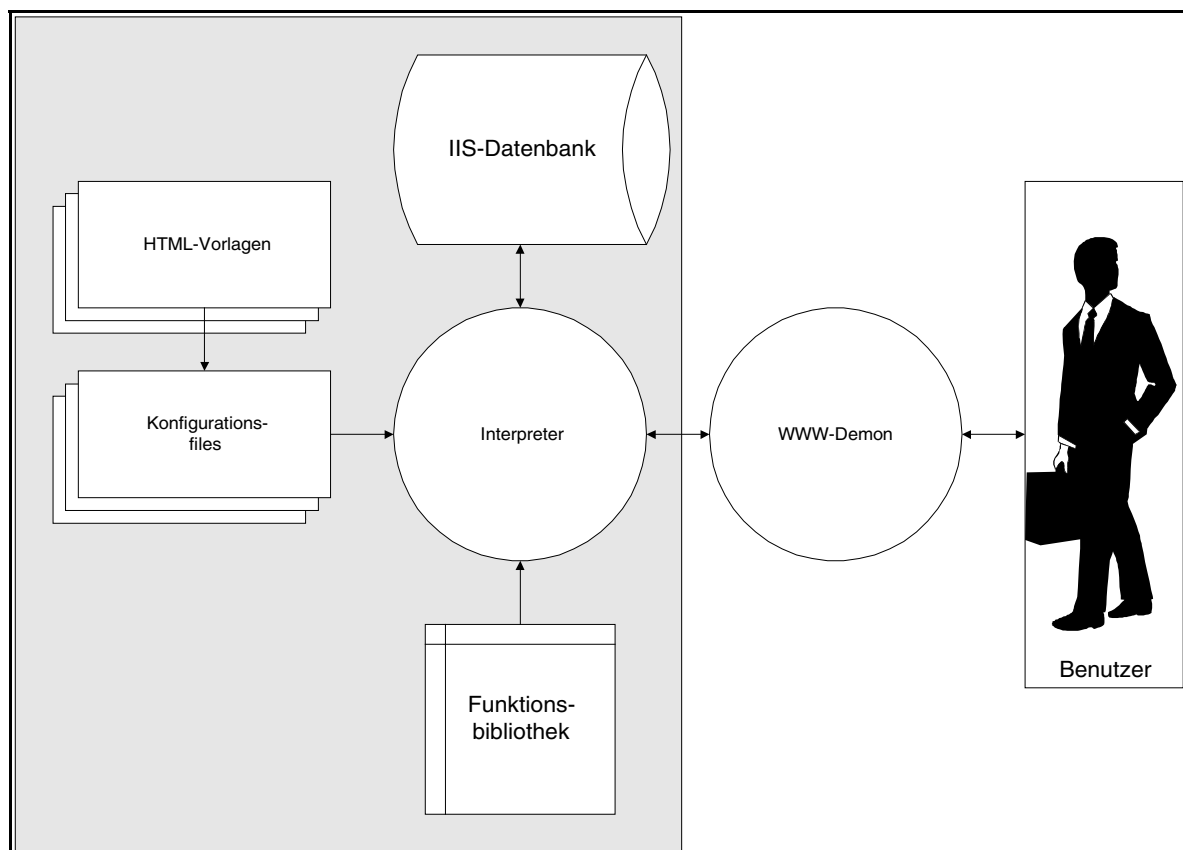 IIS-Datenbank
HTML-Vorlagen
Konfigurations-
files
Interpreter
WWW-Demon
Benutzer
Funktions-
bibliothek